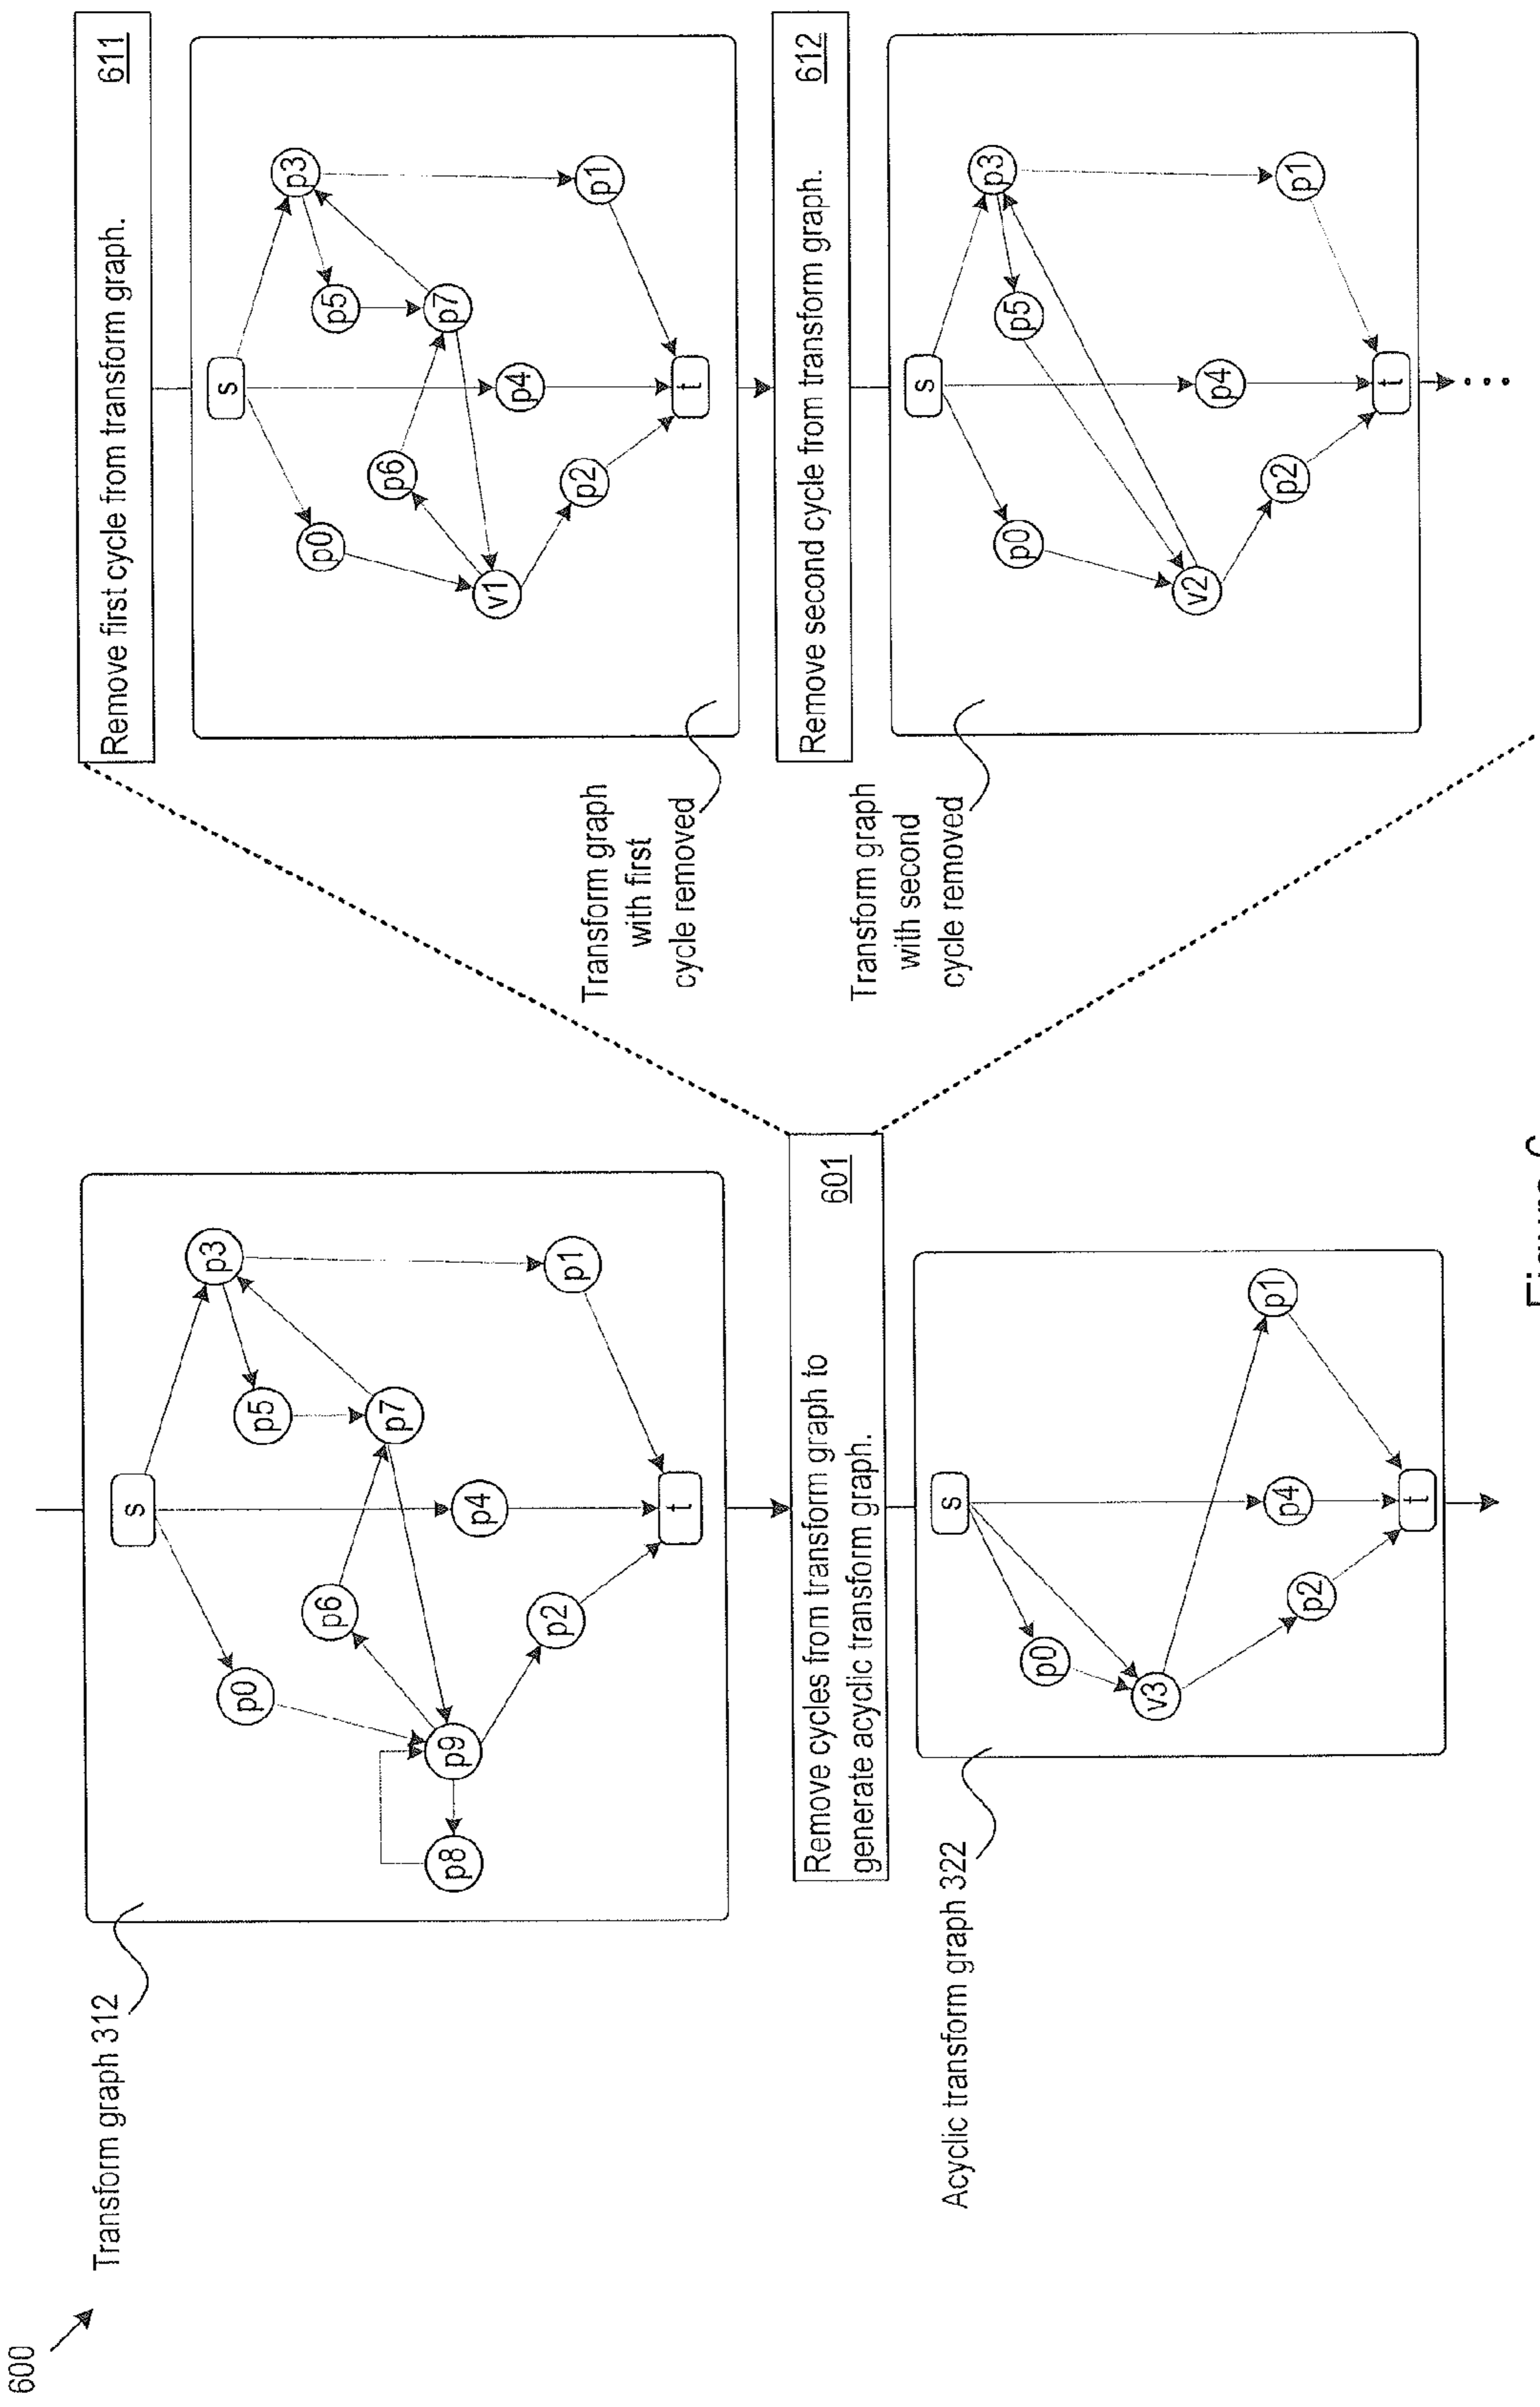 600
Transform graph 312
s
p3
p0
p5
p6
p7
p9
p8
p4
p2
p1
t
Remove cycles from transform graph to
generate acyclic transform graph.
601
Acyclic transform graph 322
s
p0
v3
p4
p1
p2
t
Remove first cycle from transform graph.
611
s
p3
p0
p5
p6
p7
v1
p4
p2
p1
t
Transform graph
with first
cycle removed
Remove second cycle from transform graph.
612
s
p3
p0
p5
v2
p4
p2
p1
t
Transform graph
with second
cycle removed